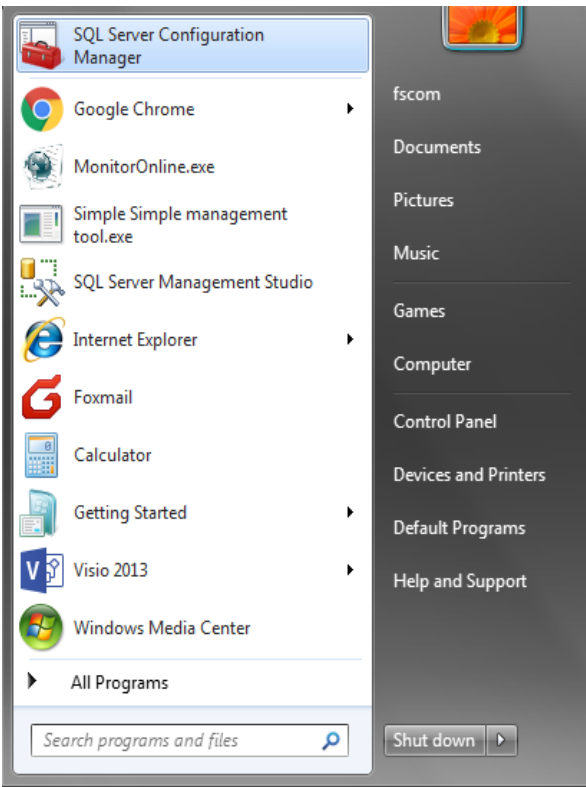 SQL Server Configuration
Manager
Google Chrome
MonitorOnline.exe
Simple Simple management
tool.exe
SQL Server Management Studio
Internet Explorer
Foxmail
Calculator
Getting Started
Visio 2013
Windows Media Center
All Programs
Search programs and files
fscom
Documents
Pictures
Music
Games
Computer
Control Panel
Devices and Printers
Default Programs
Help and Support
Shut down